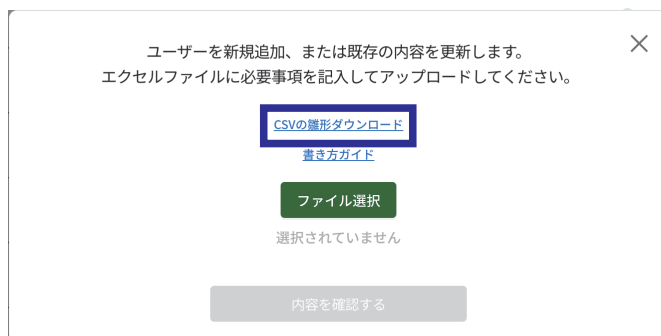 ユーザーを新規追加、または既存の内容を更新します。
エクセルファイルに必要事項を記入してアップロードしてください。
CSVの雛形ダウンロード
書き方ガイド
ファイル選択
選択されていません
内容を確認する